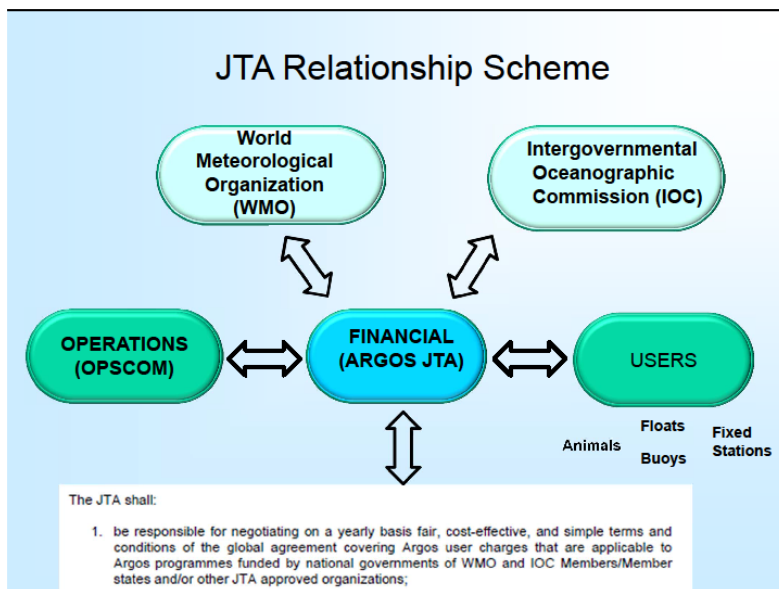 JTA Relationship Scheme
World
Meteorological
Organization
(WMO)
Intergovernmental
Oceanographic
Commission (IOC)
OPERATIONS
(OPSCOM)
FINANCIAL
(ARGOS JTA)
USERS
Animals
Floats
Buoys
Fixed
Stations
The JTA shall:
1. be responsible for negotiating on a yearly basis fair, cost-effective, and simple terms and
conditions of the global agreement covering Argos user charges that are applicable to
Argos programmes funded by national governments of WMO and IOC Members/Member
states and/or other JTA approved organizations;